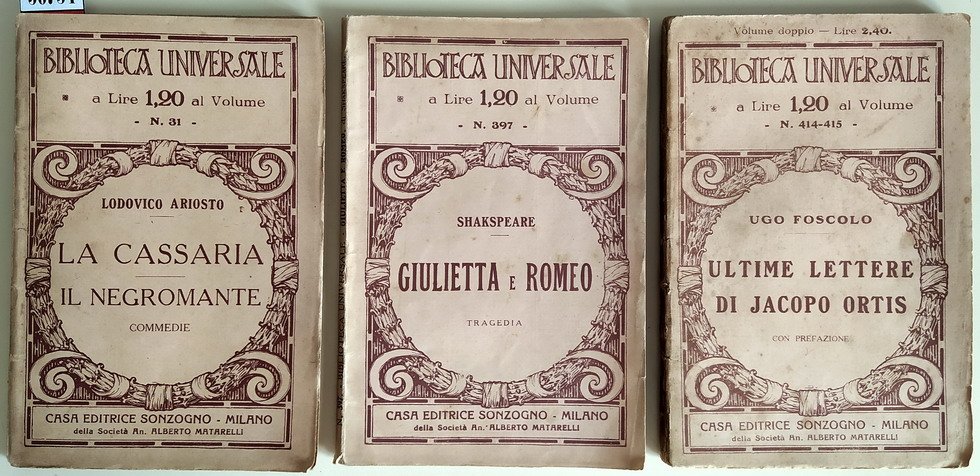 BIBLIOTECA UNIVERSALE
a Lire 1,20 al Volume
- N. 31 -
LODOVICO ARIOSTO
LA CASSARIA
IL NEGROMANTE
COMMEDIE
CASA EDITRICE SONZOGNO - MILANO
della Società An. ALBERTO MATARELLI
BIBLIOTECA UNIVERSALE
a Lire 1,20 al Volume
- N. 397 -
SHAKSPEARE
GIULIETTA E ROMEO
TRAGEDIA
CASA EDITRICE SONZOGNO - MILANO
della Società An. ALBERTO MATARELLI
Volume doppio — Lire 2,40.
BIBLIOTECA UNIVERSALE
a Lire 1,20 al Volume
- N. 414-415 -
UGO FOSCOLO
ULTIME LETTERE
DI JACOPO ORTIS
CON PREFAZIONE
CASA EDITRICE SONZOGNO - MILANO
della Società An. ALBERTO MATARELLI